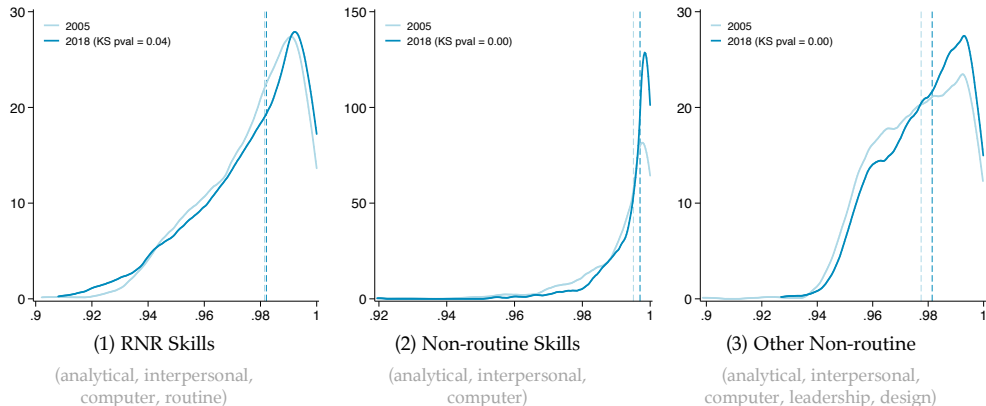 30
20
10
0
2005
2018 (KS pval = 0.04)
.9 .92 .94 .96 .98 1
(1) RNR Skills
(analytical, interpersonal,
computer, routine)
150
100
50
0
2005
2018 (KS pval = 0.00)
.92 .94 .96 .98 1
(2) Non-routine Skills
(analytical, interpersonal,
computer)
30
20
10
0
2005
2018 (KS pval = 0.00)
.9 .92 .94 .96 .98 1
(3) Other Non-routine
(analytical, interpersonal,
computer, leadership, design)